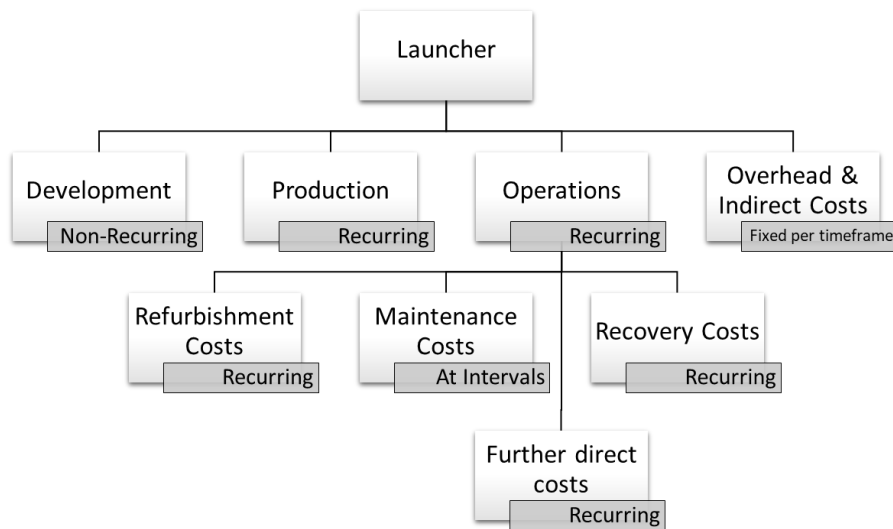 Launcher
Development
Non-Recurring
Production
Recurring
Operations
Recurring
Overhead &
Indirect Costs
Fixed per timeframe
Refurbishment
Costs
Recurring
Maintenance
Costs
At Intervals
Recovery Costs
Recurring
Further direct
costs
Recurring